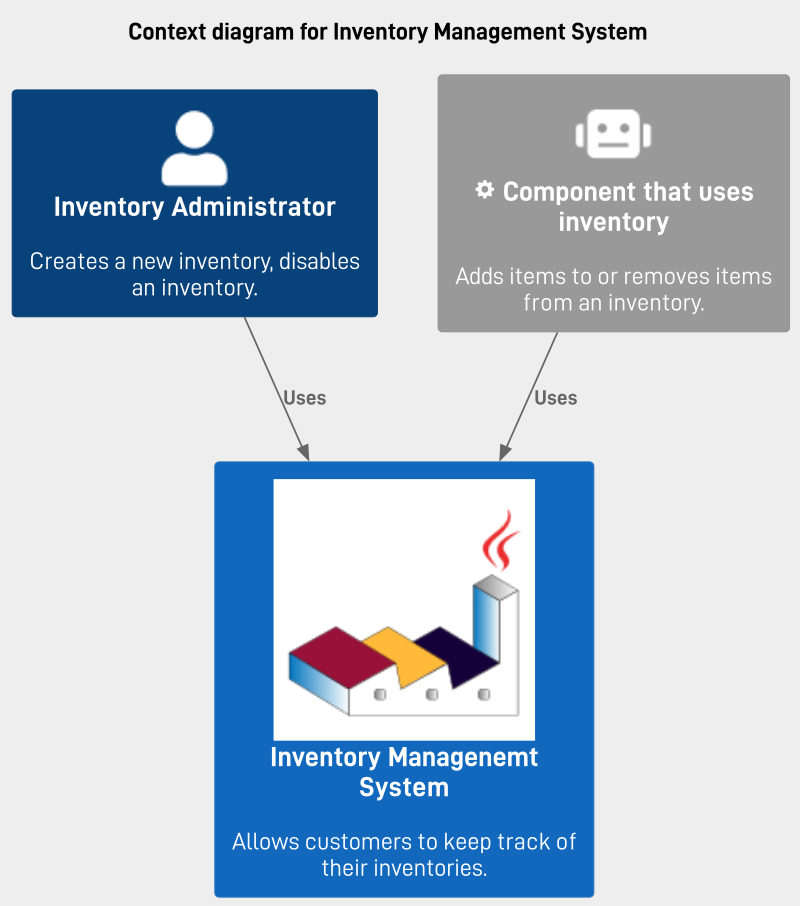 Context diagram for Inventory Management System
Inventory Administrator
Creates a new inventory, disables
an inventory.
Component that uses
inventory
Adds items to or removes items
from an inventory.
Uses
Uses
Inventory Managenemt
System
Allows customers to keep track of
their inventories.